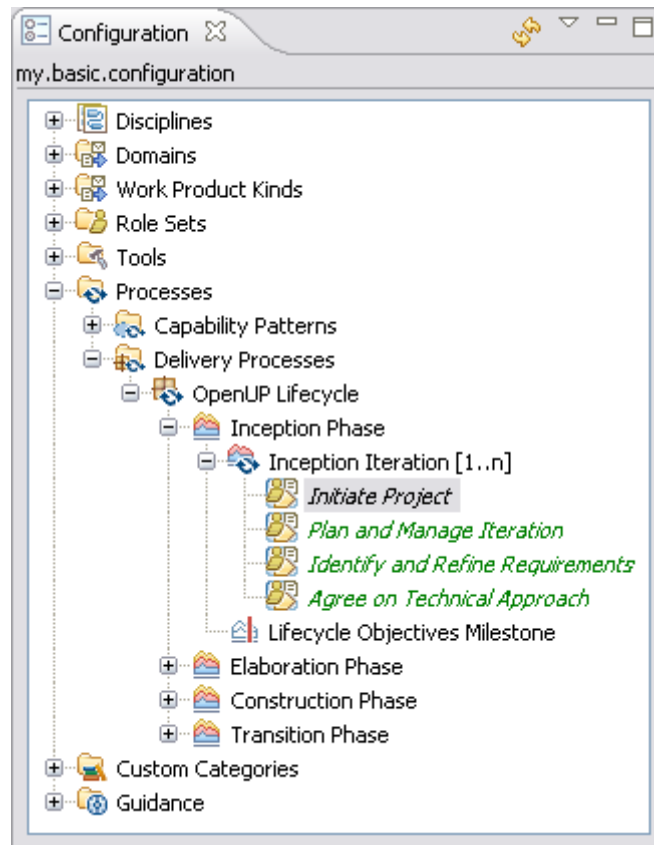 Configuration
my.basic.configuration
Disciplines
Domains
Work Product Kinds
Role Sets
Tools
Processes
Capability Patterns
Delivery Processes
OpenUP Lifecycle
Inception Phase
Inception Iteration [1..n]
Initiate Project
Plan and Manage Iteration
Identify and Refine Requirements
Agree on Technical Approach
Lifecycle Objectives Milestone
Elaboration Phase
Construction Phase
Transition Phase
Custom Categories
Guidance